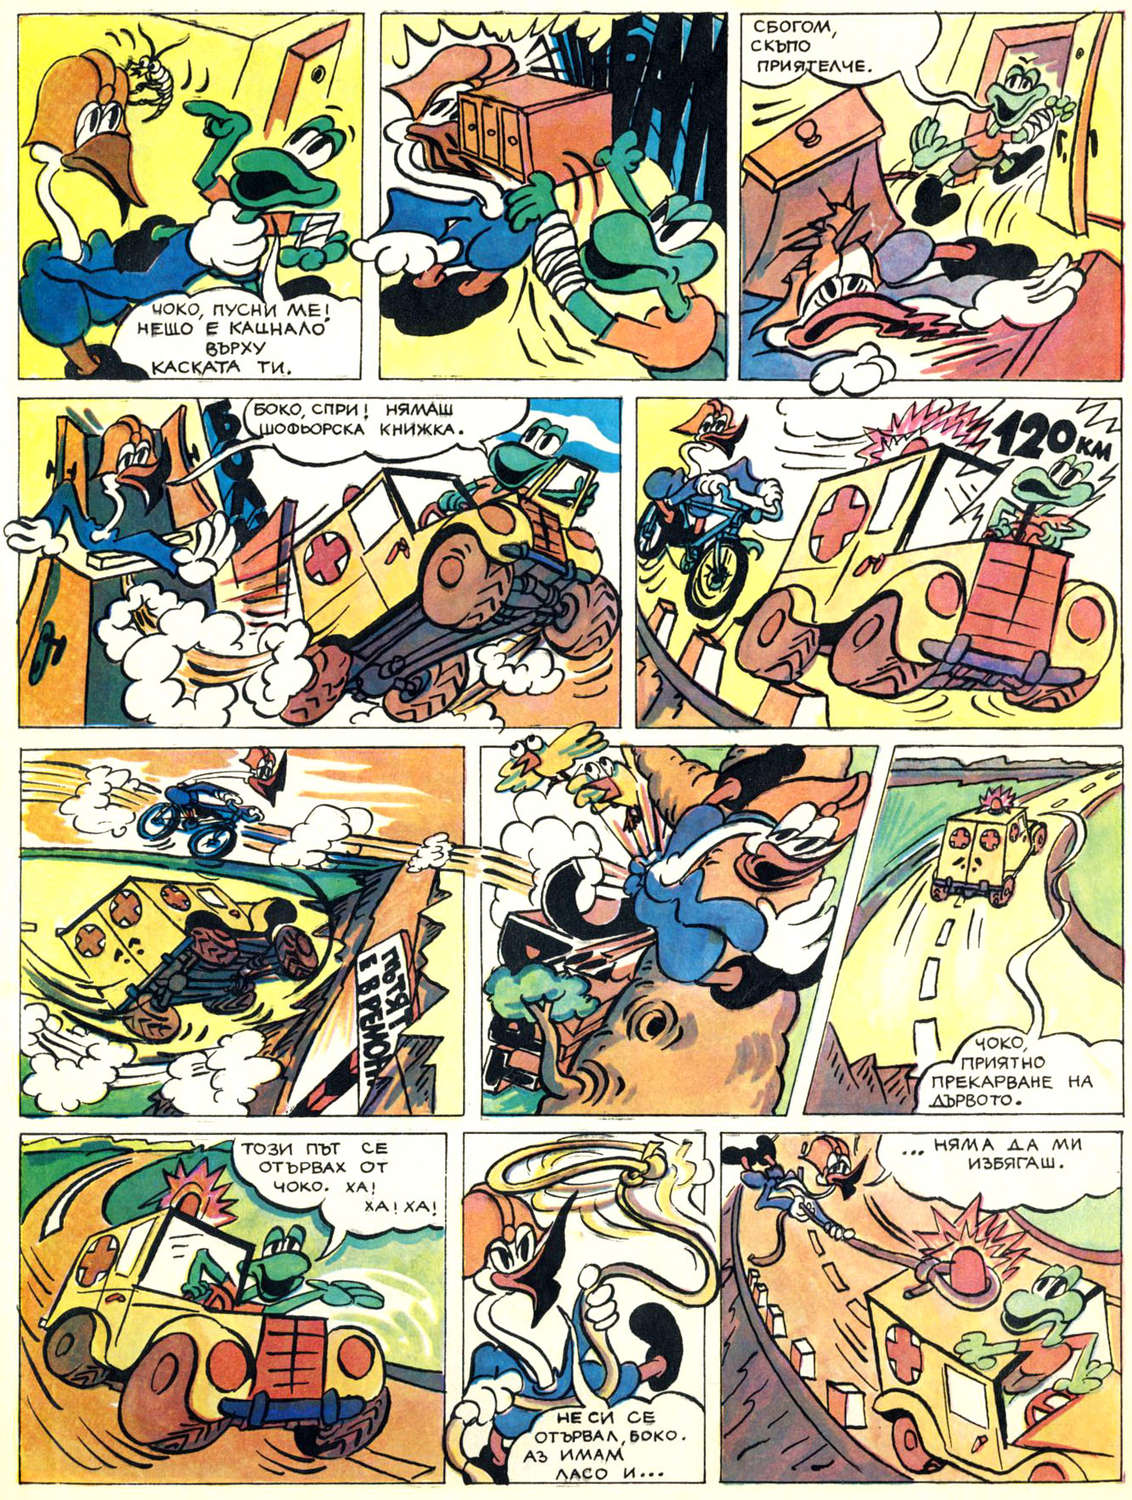 ЧОКО, ПУСНИ МЕ!
НЕЩО Е КАЦНАЛО
ВЪРХУ
КАСКАТА ТИ.
БАМ
СБОГОМ,
СКЪПО
ПРИЯТЕЛЧЕ.
БОКО, СПРИ! НЯМАШ
ШОФЬОРСКА КНИЖКА.
120 КМ
ПЪТЯТ
Е В РЕМОНТ
ЧОКО,
ПРИЯТНО
ПРЕКАРВАНЕ НА
ДЪРВОТО.
ТОЗИ ПЪТ СЕ
ОТЪРВАХ ОТ
ЧОКО. ХА!
ХА! ХА!
НЕ СИ СЕ
ОТЪРВАЛ, БОКО.
АЗ ИМАМ
ЛАСО И...
... НЯМА ДА МИ
ИЗБЯГАШ.